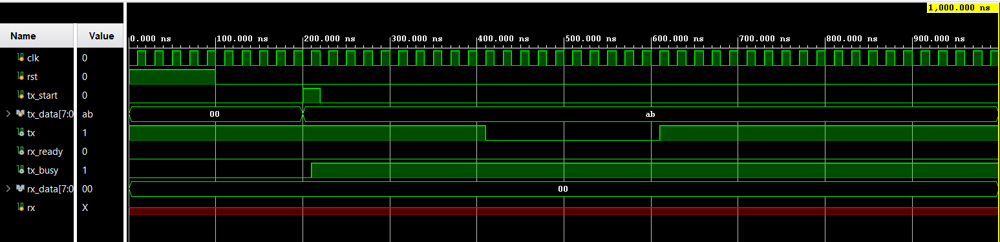 1,000.000 ns
Name Value
0.000 ns 100.000 ns 200.000 ns 300.000 ns 400.000 ns 500.000 ns 600.000 ns 700.000 ns 800.000 ns 900.000 ns
clk 0
rst 0
tx_start 0
tx_data[7:0 ab 00 ab
tx 1
rx_ready 0
tx_busy 1
rx_data[7:0 00 00
rx X